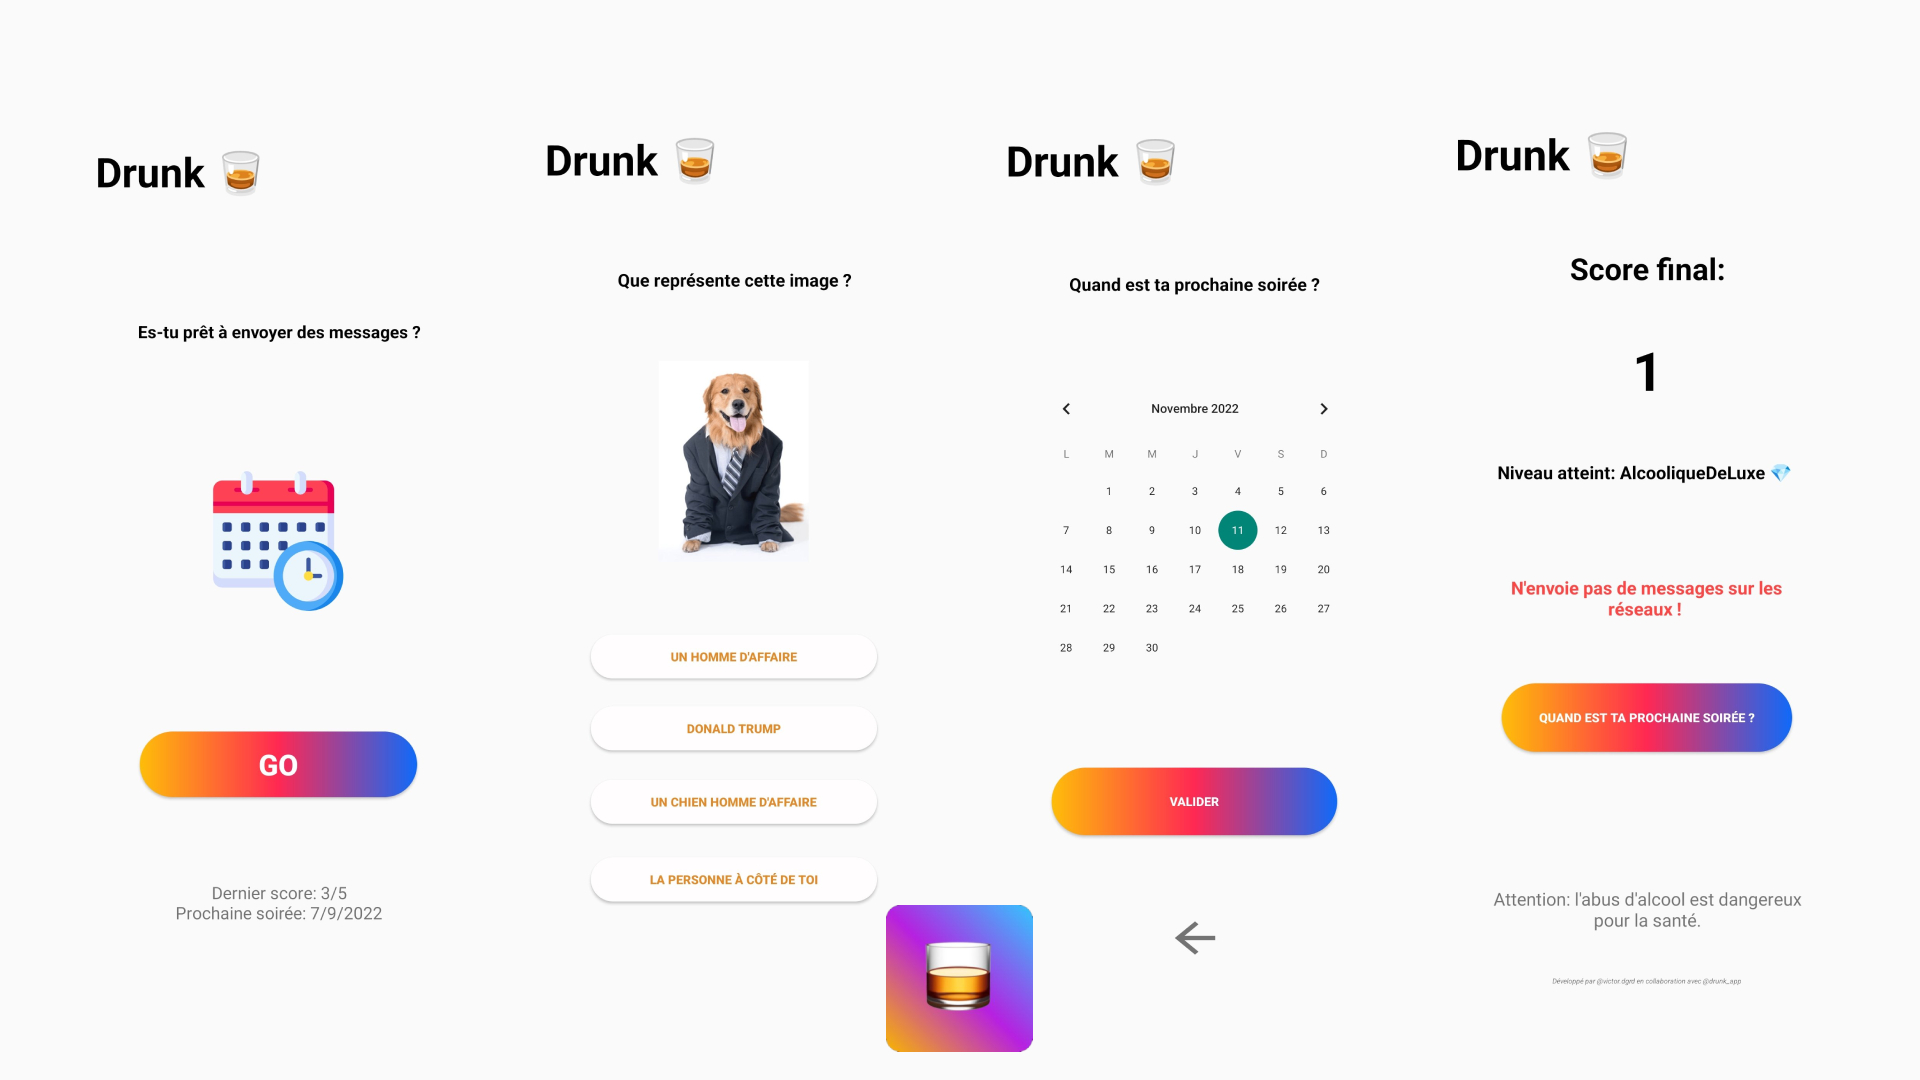 Drunk
Es-tu prêt à envoyer des messages ?
GO
Dernier score: 3/5
Prochaine soirée: 7/9/2022
Drunk
Que représente cette image ?
UN HOMME D'AFFAIRE
DONALD TRUMP
UN CHIEN HOMME D'AFFAIRE
LA PERSONNE À CÔTÉ DE TOI
Drunk
Quand est ta prochaine soirée ?
Novembre 2022
L M M J V S D
1 2 3 4 5 6
7 8 9 10 11 12 13
14 15 16 17 18 19 20
21 22 23 24 25 26 27
28 29 30
VALIDER
Drunk
Score final:
1
Niveau atteint: AlcooliqueDeLuxe 💎
N'envoie pas de messages sur les
réseaux !
QUAND EST TA PROCHAINE SOIRÉE ?
Attention: l'abus d'alcool est dangereux
pour la santé.
Développé par @victor.dgrd en collaboration avec @drunk_app